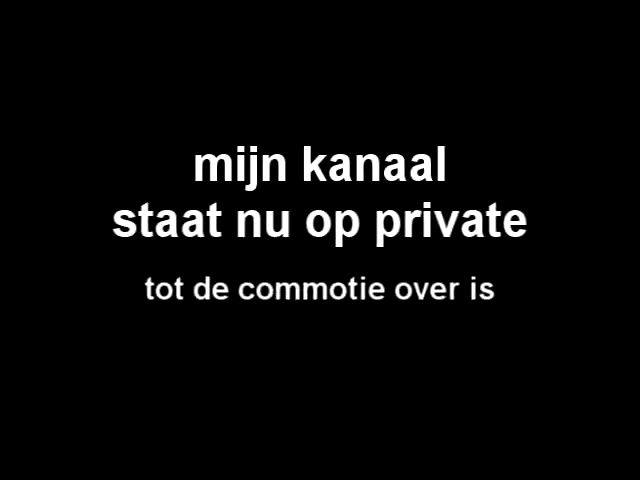 mijn kanaal
staat nu op private
tot de commotie over is